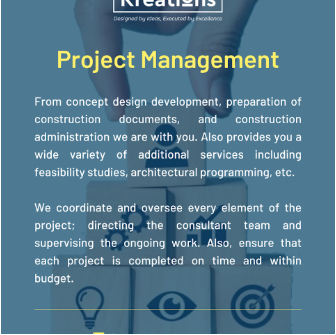 Kreations
Designed by Ideas, Executed by Excellence
Project Management
From concept design development, preparation of
construction documents, and construction
administration we are with you. Also provides you a
wide variety of additional services including
feasibility studies, architectural programming, etc.
We coordinate and oversee every element of the
project; directing the consultant team and
supervising the ongoing work. Also, ensure that
each project is completed on time and within
budget.